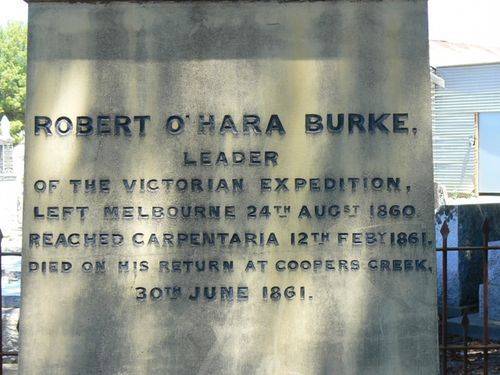 ROBERT O'HARA BURKE,
LEADER
OF THE VICTORIAN EXPEDITION,
LEFT MELBOURNE 24TH AUGST 1860.
REACHED CARPENTARIA 12TH FEBY 1861.
DIED ON HIS RETURN AT COOPERS CREEK,
30TH JUNE 1861.